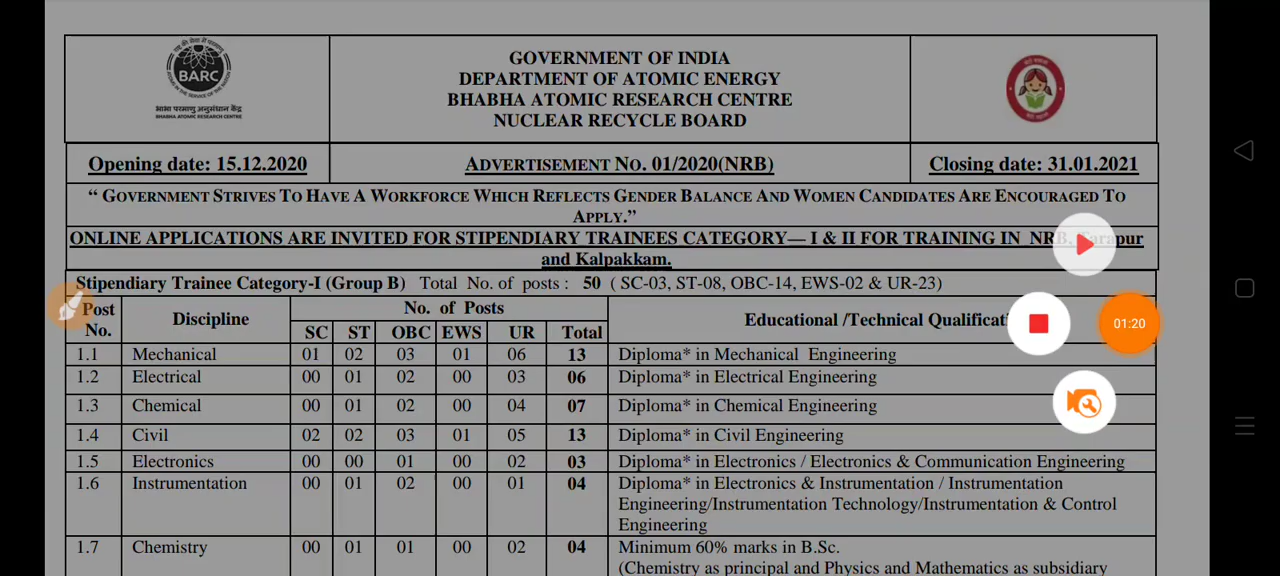 BARC
भाभा परमाणु अनुसंधान केंद्र
BHABHA ATOMIC RESEARCH CENTRE
GOVERNMENT OF INDIA
DEPARTMENT OF ATOMIC ENERGY
BHABHA ATOMIC RESEARCH CENTRE
NUCLEAR RECYCLE BOARD
Opening date: 15.12.2020 ADVERTISEMENT NO. 01/2020(NRB) Closing date: 31.01.2021
“ GOVERNMENT STRIVES TO HAVE A WORKFORCE WHICH REFLECTS GENDER BALANCE AND WOMEN CANDIDATES ARE ENCOURAGED TO
APPLY.”
ONLINE APPLICATIONS ARE INVITED FOR STIPENDIARY TRAINEES CATEGORY— I & II FOR TRAINING IN NRB, Tarapur
and Kalpakkam.
Stipendiary Trainee Category-I (Group B) Total No. of posts : 50 ( SC-03, ST-08, OBC-14, EWS-02 & UR-23)
Post No. Discipline No. of Posts Educational /Technical Qualificati
SC ST OBC EWS UR Total
1.1 Mechanical 01 02 03 01 06 13 Diploma* in Mechanical Engineering
1.2 Electrical 00 01 02 00 03 06 Diploma* in Electrical Engineering
1.3 Chemical 00 01 02 00 04 07 Diploma* in Chemical Engineering
1.4 Civil 02 02 03 01 05 13 Diploma* in Civil Engineering
1.5 Electronics 00 00 01 00 02 03 Diploma* in Electronics / Electronics & Communication Engineering
1.6 Instrumentation 00 01 02 00 01 04 Diploma* in Electronics & Instrumentation / Instrumentation
Engineering/Instrumentation Technology/Instrumentation & Control
Engineering
1.7 Chemistry 00 01 01 00 02 04 Minimum 60% marks in B.Sc.
(Chemistry as principal and Physics and Mathematics as subsidiary
01:20